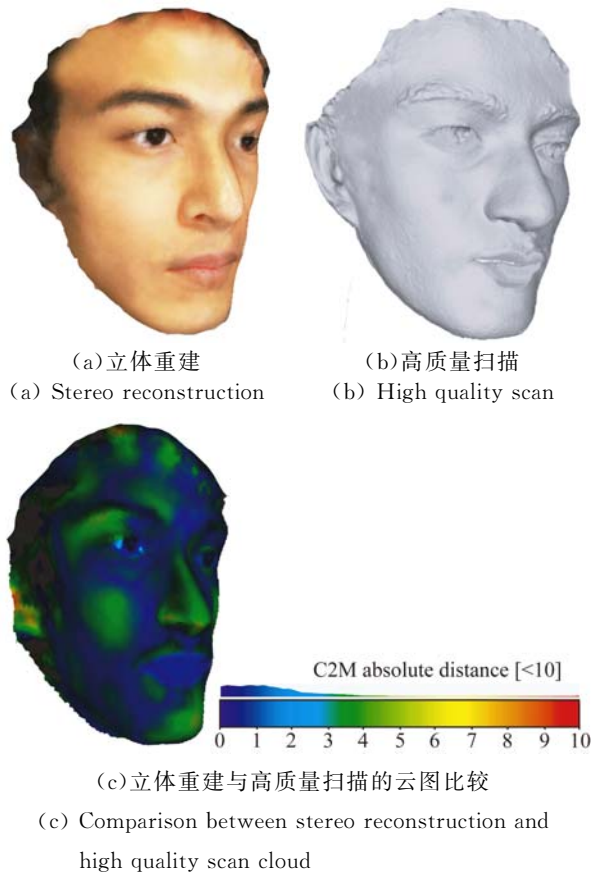 (a)立体重建
(a) Stereo reconstruction
(b)高质量扫描
(b) High quality scan
C2M absolute distance [<10]
0 1 2 3 4 5 6 7 8 9 10
(c)立体重建与高质量扫描的云图比较
(c) Comparison between stereo reconstruction and
high quality scan cloud